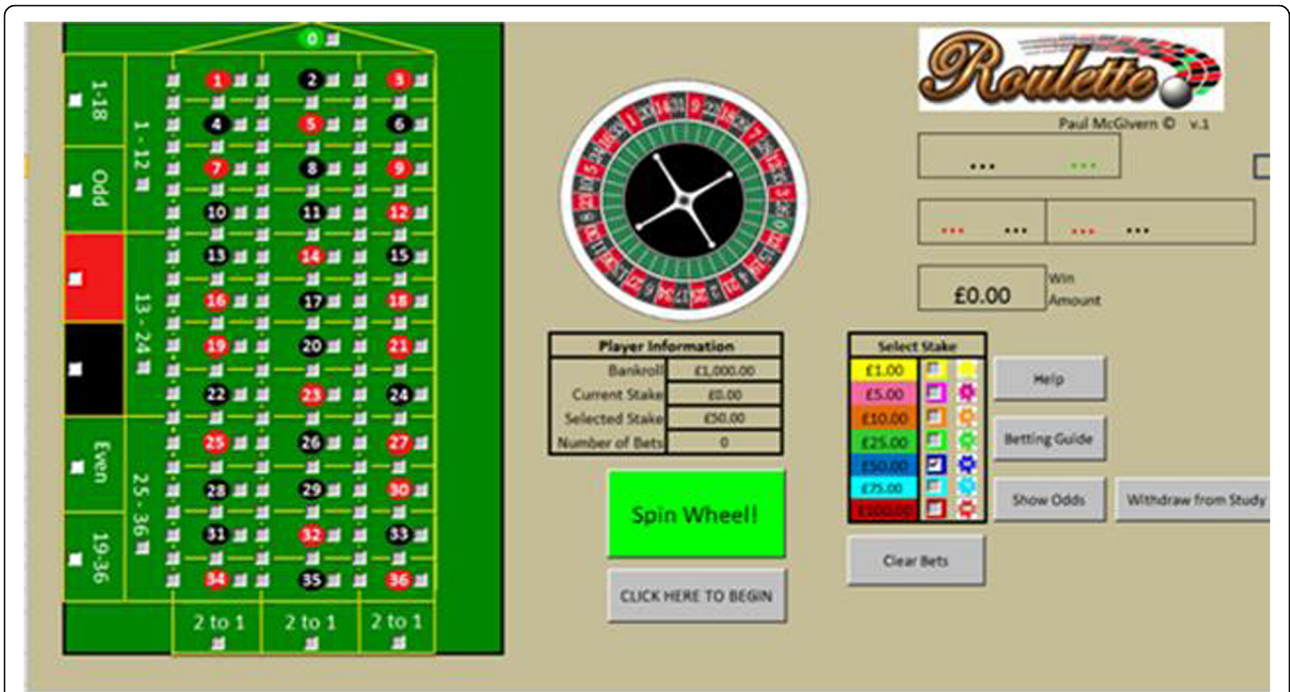 0
1 2 3
4 5 6
7 8 9
10 11 12
13 14 15
16 17 18
19 20 21
22 23 24
25 26 27
28 29 30
31 32 33
34 35 36
2 to 1 2 to 1 2 to 1
1-18
Odd
Even
19-36
1 - 12
13 - 24
25 - 36
Roulette
Paul McGivern © v.1
... ...
... ... ... ...
£0.00
Win
Amount
Player Information
Bankroll £1,000.00
Current Stake £0.00
Selected Stake £50.00
Number of Bets 0
Spin Wheel!
CLICK HERE TO BEGIN
Select Stake
£1.00
£5.00
£10.00
£25.00
£50.00
£75.00
£100.00
Help
Betting Guide
Show Odds
Withdraw from Study
Clear Bets